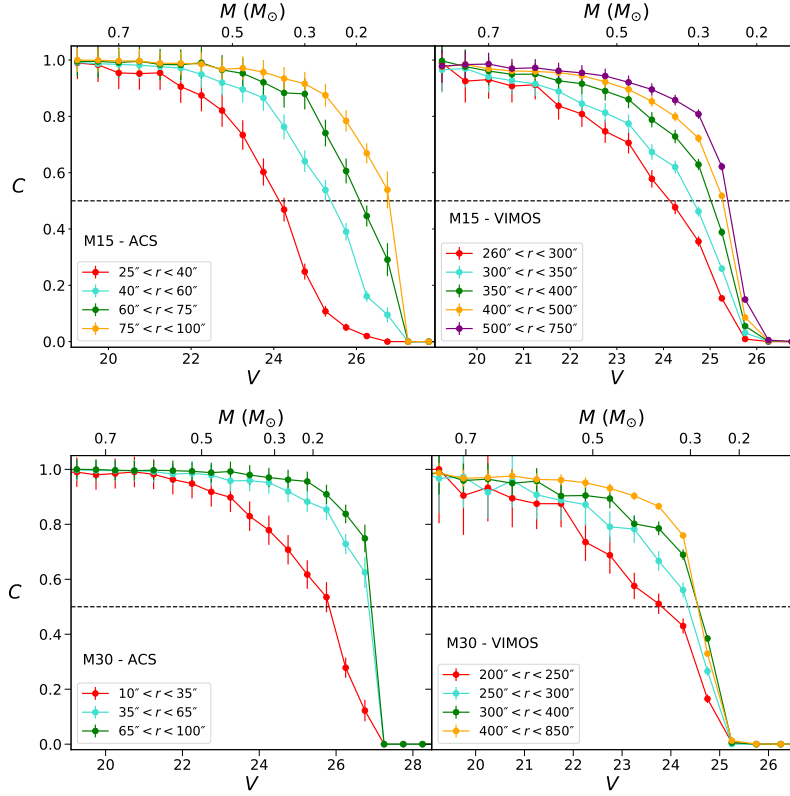 M (M⊙)
M (M⊙)
0.7 0.5 0.3 0.2
0.7 0.5 0.3 0.2
1.0
0.8
0.6
0.4
0.2
0.0
C
M15 - ACS
25″ < r < 40″
40″ < r < 60″
60″ < r < 75″
75″ < r < 100″
M15 - VIMOS
260″ < r < 300″
300″ < r < 350″
350″ < r < 400″
400″ < r < 500″
500″ < r < 750″
20 22 24 26
20 21 22 23 24 25 26
V
V
M (M⊙)
M (M⊙)
0.7 0.5 0.3 0.2
0.7 0.5 0.3 0.2
1.0
0.8
0.6
0.4
0.2
0.0
C
M30 - ACS
10″ < r < 35″
35″ < r < 65″
65″ < r < 100″
M30 - VIMOS
200″ < r < 250″
250″ < r < 300″
300″ < r < 400″
400″ < r < 850″
20 22 24 26 28
20 21 22 23 24 25 26
V
V